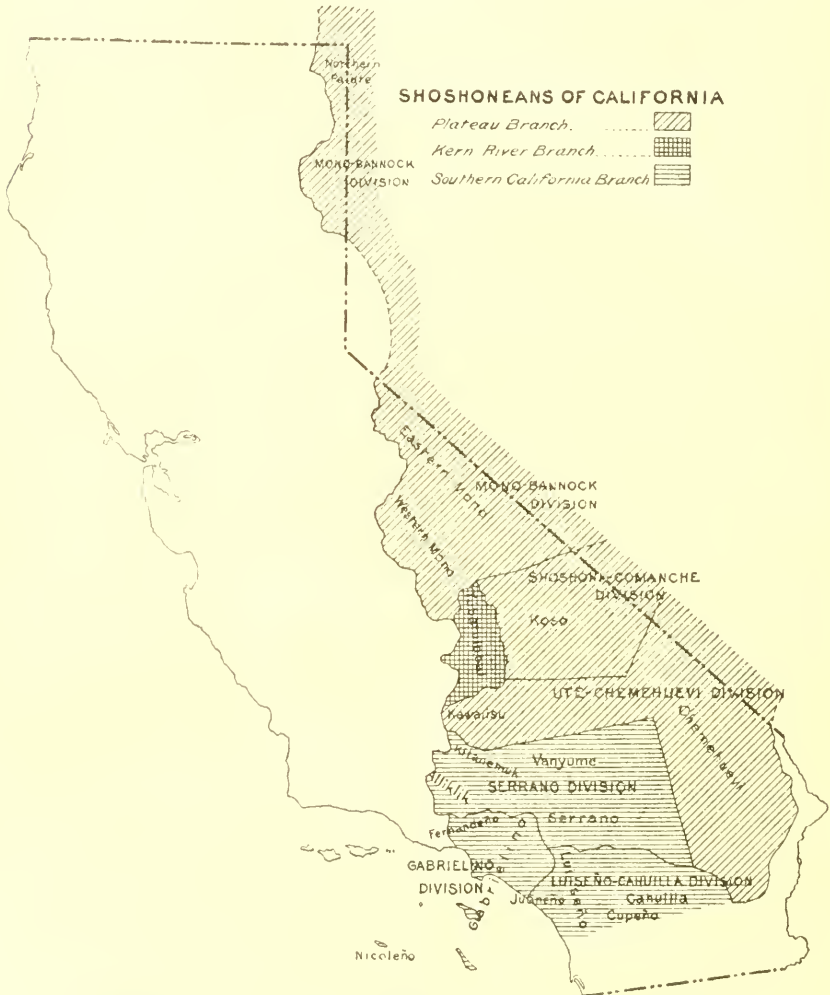 Northern
Paiute
SHOSHONEANS OF CALIFORNIA
Plateau Branch.
Kern River Branch
Southern California Branch
MONO-BANNOCK
DIVISION
Eastern Mono
Western Mono
MONO-BANNOCK
DIVISION
SHOSHONI-COMANCHE
DIVISION
Koso
UTE-CHEMEHUEVI DIVISION
Kawaiisu
Chemehuevi
Kitanemuk
Vanyume
Alliklik
SERRANO DIVISION
Serrano
Fernandeño
GABRIELINO
DIVISION
Gabrielino
Luiseño
LUISEÑO-CAHUILLA DIVISION
Juaneño
Cahuilla
Cupeño
Nicoleño